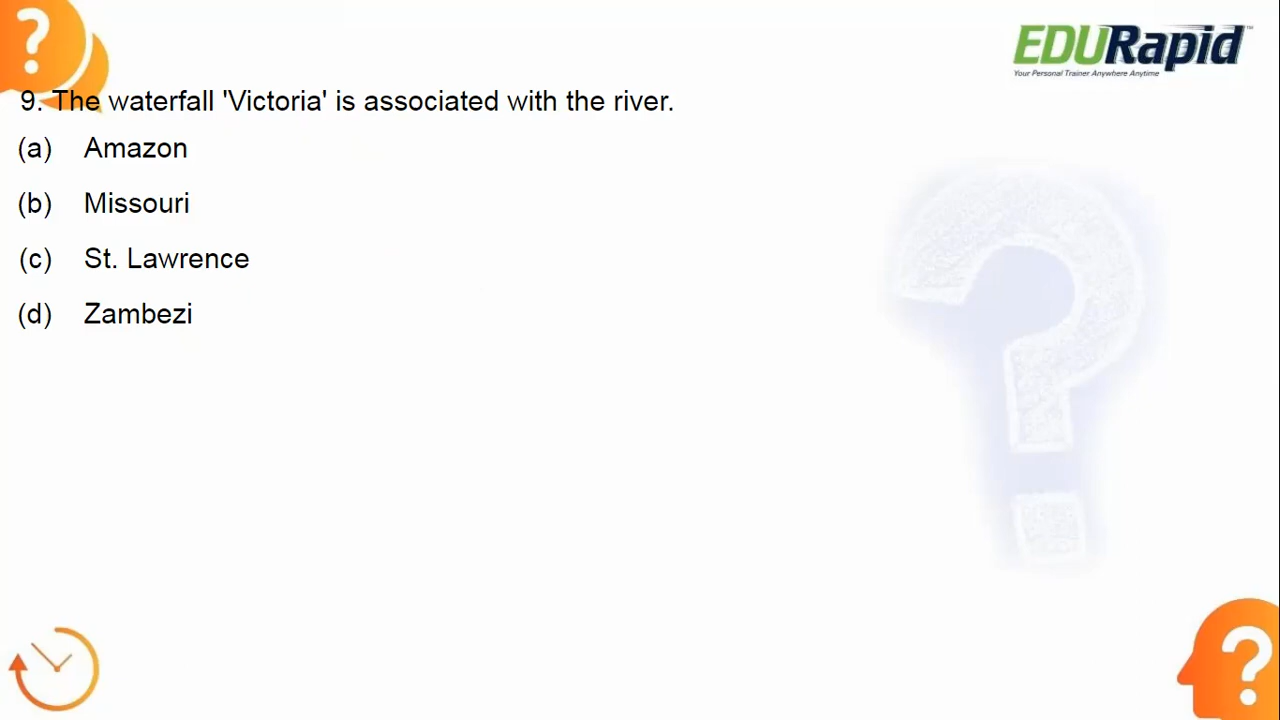 EDURapid™
Your Personal Trainer Anywhere Anytime
9. The waterfall 'Victoria' is associated with the river.
(a) Amazon
(b) Missouri
(c) St. Lawrence
(d) Zambezi